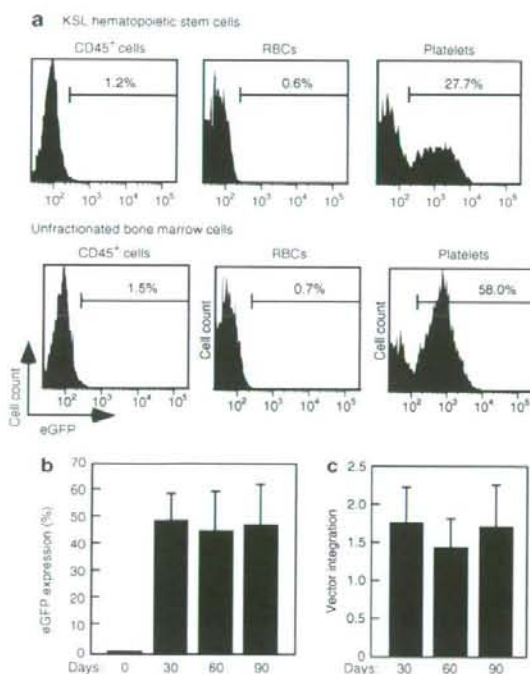 a KSL hematopoietic stem cells
CD45+ cells RBCs Platelets
1.2% 0.6% 27.7%
10² 10³ 10⁴ 10⁵ 10² 10³ 10⁴ 10⁵ 10² 10³ 10⁴ 10⁵
Unfractionated bone marrow cells
CD45+ cells RBCs Platelets
1.5% 0.7% 58.0%
Cell count Cell count Cell count
10² 10³ 10⁴ 10⁵ 10² 10³ 10⁴ 10⁵ 10² 10³ 10⁴ 10⁵
eGFP
b
eGFP expression (%)
70
60
50
40
30
20
10
0
Days: 0 30 60 90
c
Vector integration
2.5
2.0
1.5
1.0
0.5
0
Days: 30 60 90